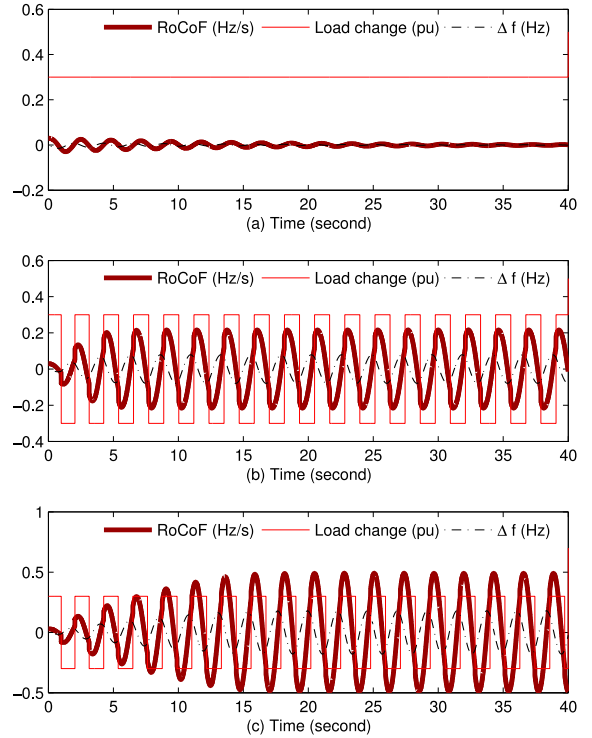 0.6
RoCoF (Hz/s) Load change (pu) Δ f (Hz)
0.4
0.2
0
−0.2
0 5 10 15 20 25 30 35 40
(a) Time (second)
0.6
RoCoF (Hz/s) Load change (pu) Δ f (Hz)
0.4
0.2
0
−0.2
−0.4
0 5 10 15 20 25 30 35 40
(b) Time (second)
1
RoCoF (Hz/s) Load change (pu) Δ f (Hz)
0.5
0
−0.5
0 5 10 15 20 25 30 35 40
(c) Time (second)